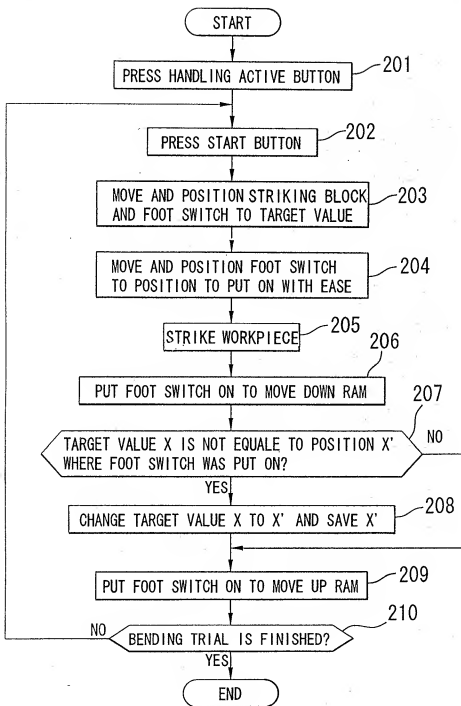 START
PRESS HANDLING ACTIVE BUTTON
201
PRESS START BUTTON
202
MOVE AND POSITION STRIKING BLOCK
AND FOOT SWITCH TO TARGET VALUE
203
MOVE AND POSITION FOOT SWITCH
TO POSITION TO PUT ON WITH EASE
204
STRIKE WORKPIECE
205
PUT FOOT SWITCH ON TO MOVE DOWN RAM
206
TARGET VALUE X IS NOT EQUALE TO POSITION X'
WHERE FOOT SWITCH WAS PUT ON?
207
NO
YES
CHANGE TARGET VALUE X TO X' AND SAVE X'
208
PUT FOOT SWITCH ON TO MOVE UP RAM
209
NO
BENDING TRIAL IS FINISHED?
210
YES
END